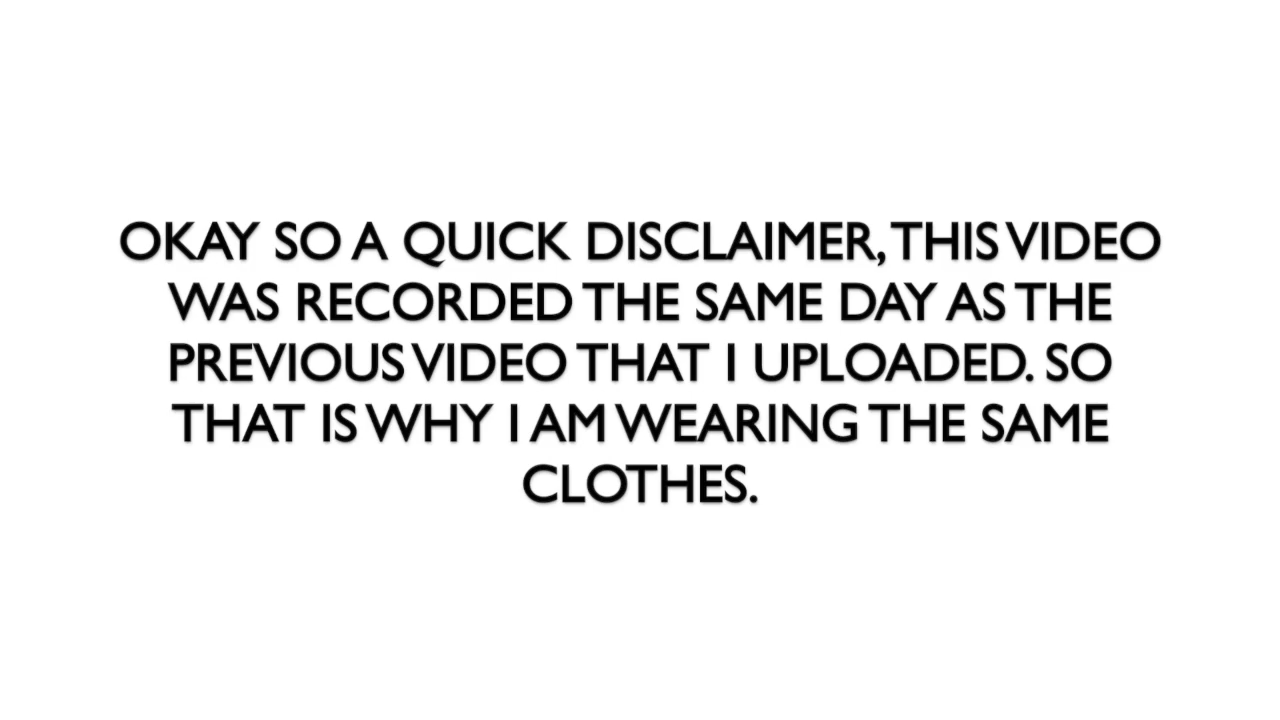 OKAY SO A QUICK DISCLAIMER, THIS VIDEO
WAS RECORDED THE SAME DAY AS THE
PREVIOUS VIDEO THAT I UPLOADED. SO
THAT IS WHY I AM WEARING THE SAME
CLOTHES.